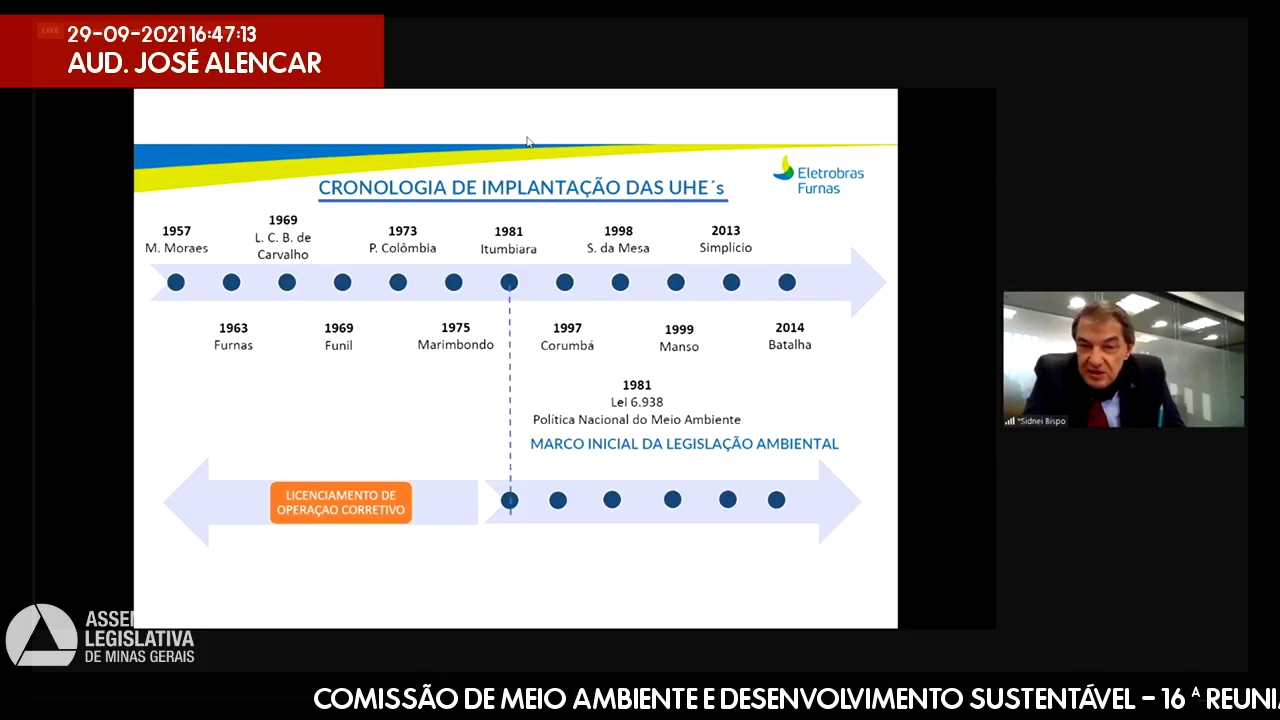 LIVE
29-09-2021 16:47:13
AUD. JOSÉ ALENCAR
Eletrobras
Furnas
CRONOLOGIA DE IMPLANTAÇÃO DAS UHE´s
1957
M. Moraes
1969
L. C. B. de
Carvalho
1973
P. Colômbia
1981
Itumbiara
1998
S. da Mesa
2013
Simplício
1963
Furnas
1969
Funil
1975
Marimbondo
1997
Corumbá
1999
Manso
2014
Batalha
1981
Lei 6.938
Política Nacional do Meio Ambiente
MARCO INICIAL DA LEGISLAÇÃO AMBIENTAL
LICENCIAMENTO DE
OPERAÇAO CORRETIVO
*Sidnei Bispo
ASSE
LEGISLATIVA
DE MINAS GERAIS
COMISSÃO DE MEIO AMBIENTE E DESENVOLVIMENTO SUSTENTÁVEL - 16 ª REUNI